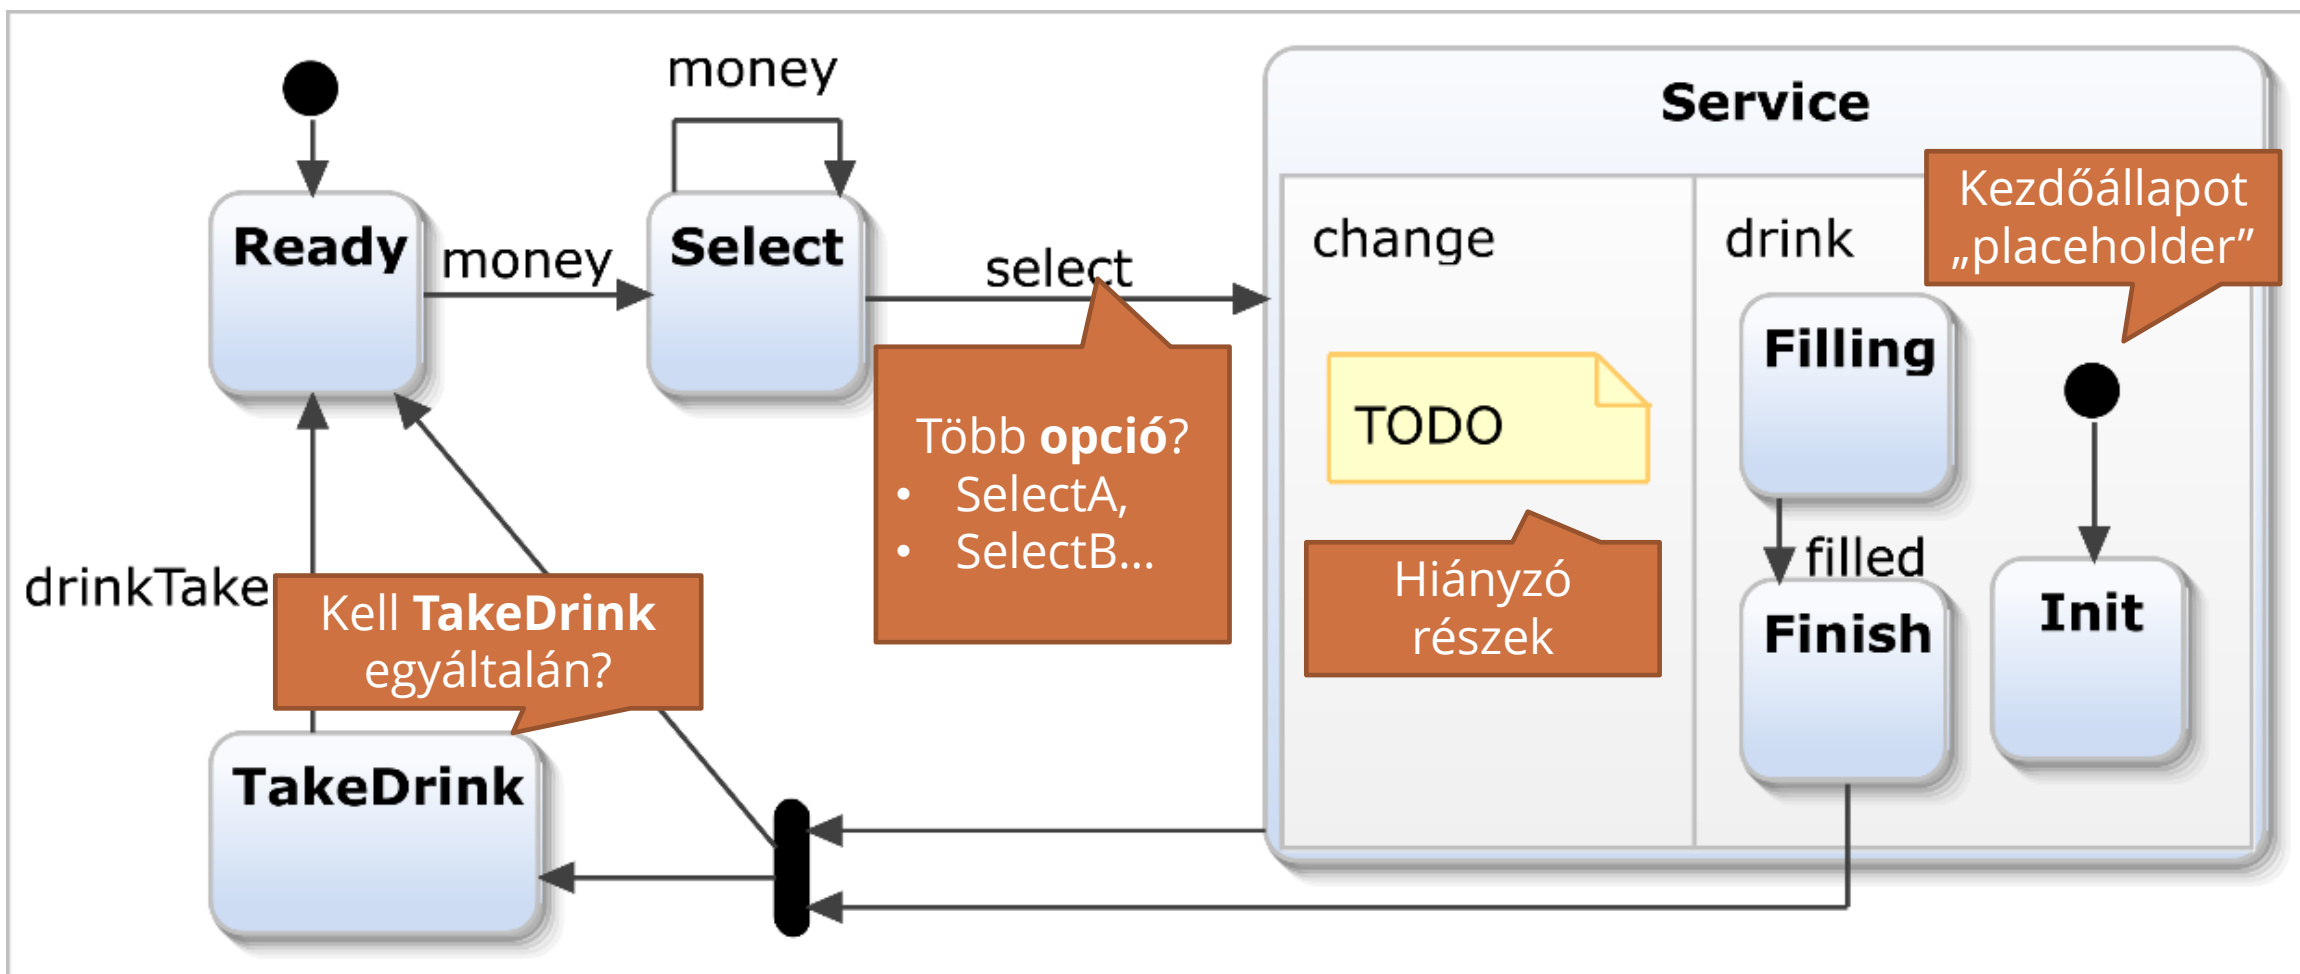 money
Service
Kezdőállapot
„placeholder”
Ready
money
Select
select
change
drink
Filling
TODO
Több opció?
• SelectA,
• SelectB...
filled
Hiányzó
részek
Init
Finish
drinkTake
Kell TakeDrink
egyáltalán?
TakeDrink